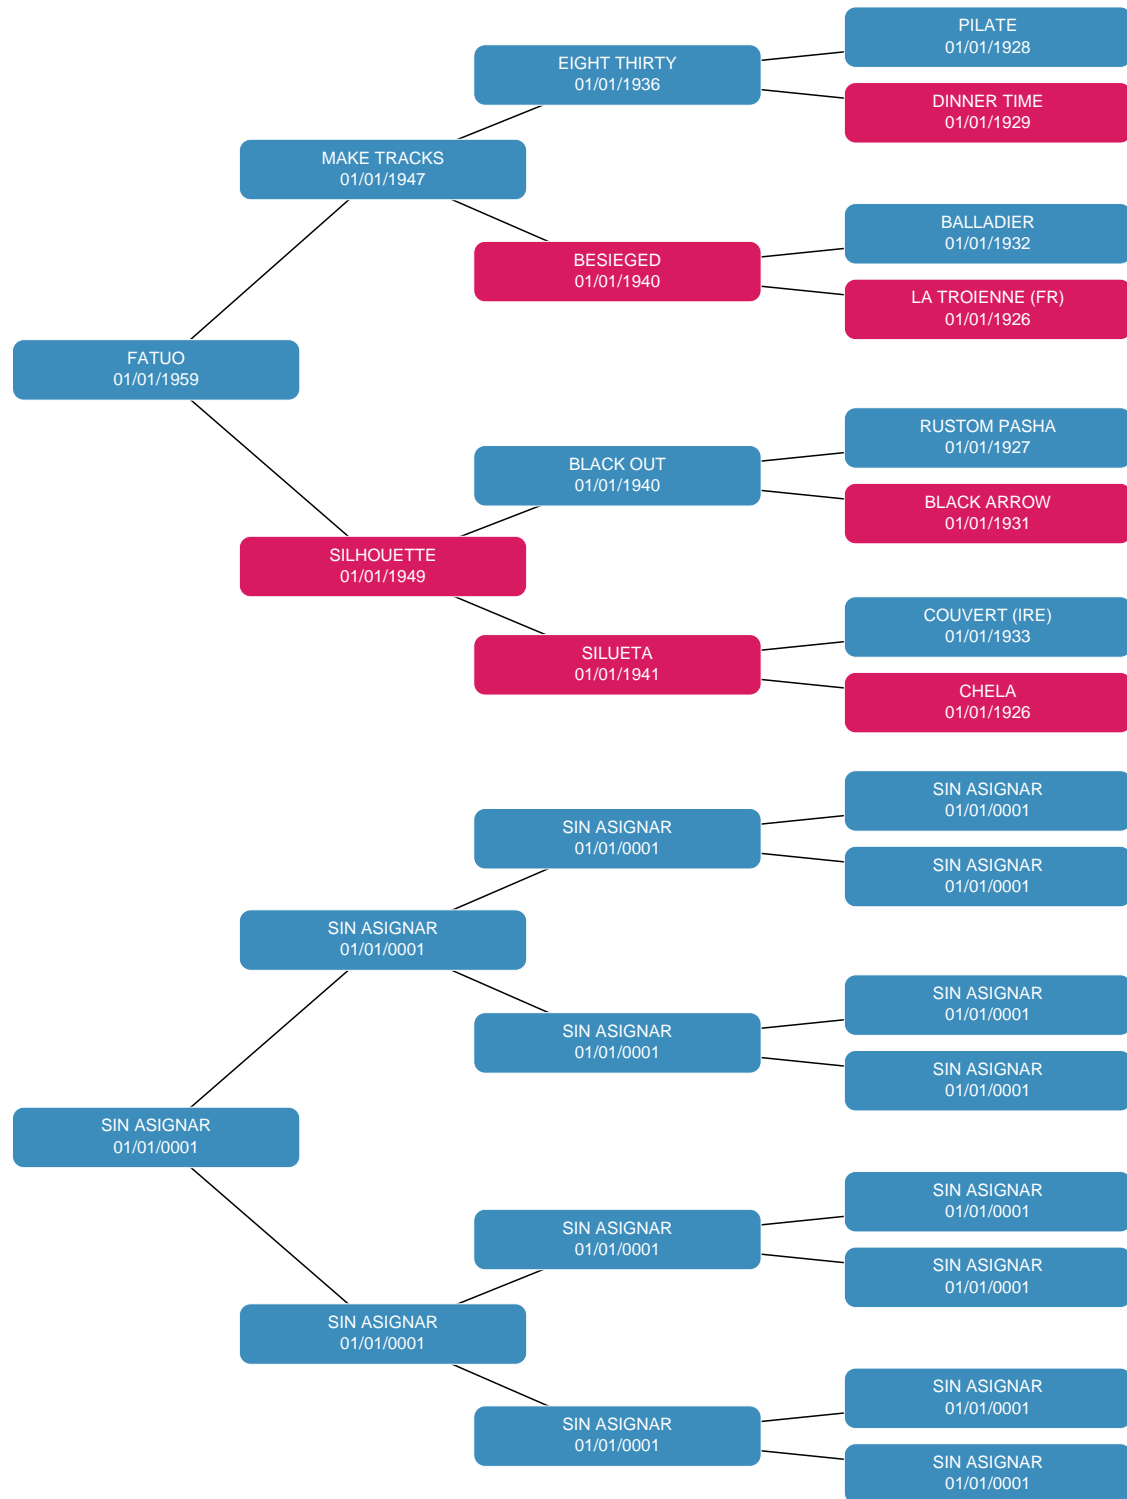 PILATE
01/01/1928
EIGHT THIRTY
01/01/1936
DINNER TIME
01/01/1929
MAKE TRACKS
01/01/1947
BALLADIER
01/01/1932
BESIEGED
01/01/1940
LA TROIENNE (FR)
01/01/1926
FATUO
01/01/1959
RUSTOM PASHA
01/01/1927
BLACK OUT
01/01/1940
BLACK ARROW
01/01/1931
SILHOUETTE
01/01/1949
COUVERT (IRE)
01/01/1933
SILUETA
01/01/1941
CHELA
01/01/1926
SIN ASIGNAR
01/01/0001
SIN ASIGNAR
01/01/0001
SIN ASIGNAR
01/01/0001
SIN ASIGNAR
01/01/0001
SIN ASIGNAR
01/01/0001
SIN ASIGNAR
01/01/0001
SIN ASIGNAR
01/01/0001
SIN ASIGNAR
01/01/0001
SIN ASIGNAR
01/01/0001
SIN ASIGNAR
01/01/0001
SIN ASIGNAR
01/01/0001
SIN ASIGNAR
01/01/0001
SIN ASIGNAR
01/01/0001
SIN ASIGNAR
01/01/0001
SIN ASIGNAR
01/01/0001